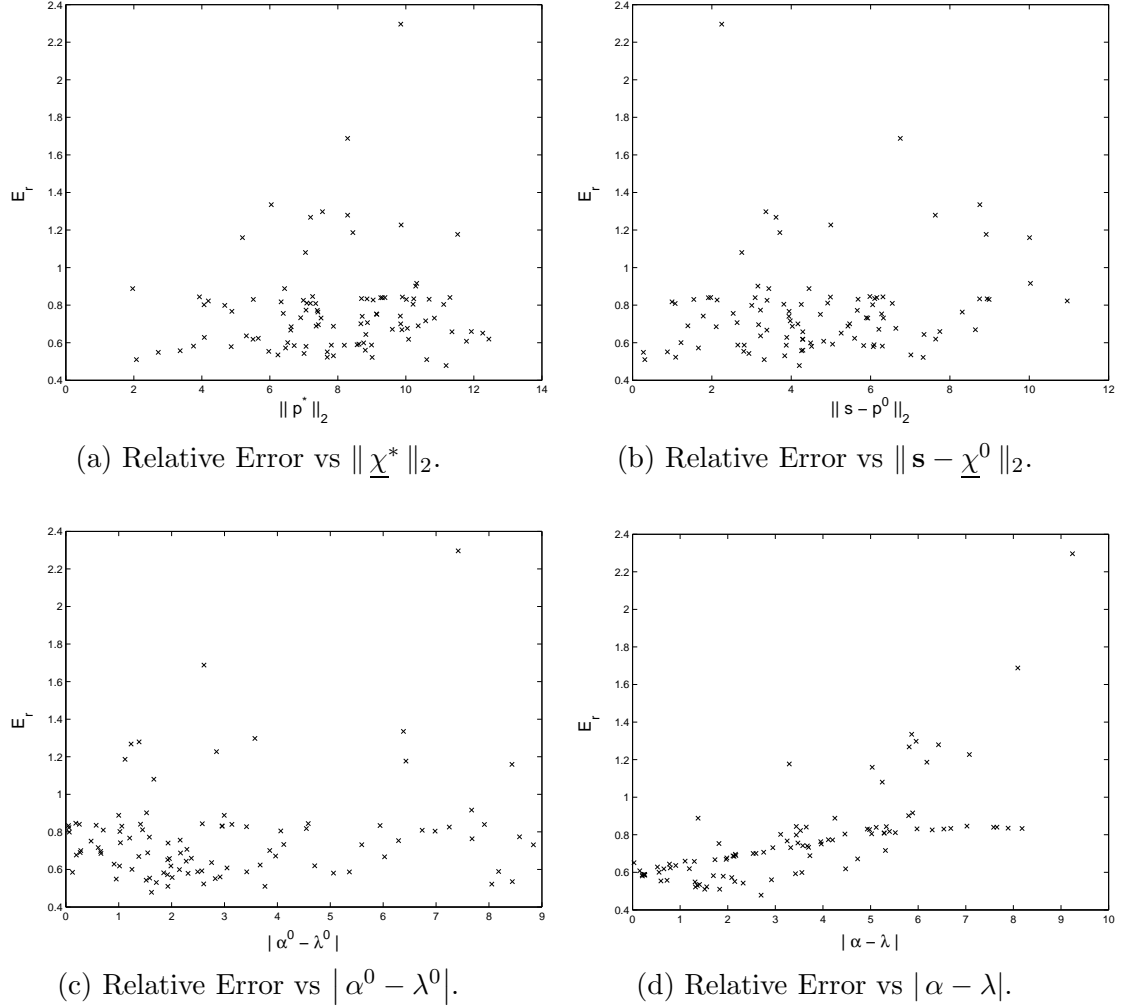 2.4
2.2
2
1.8
1.6
1.4
1.2
1
0.8
0.6
0.4
E_r
0 2 4 6 8 10 12 14
|| p^* ||_2
(a) Relative Error vs ‖ χ^* ‖_2.
2.4
2.2
2
1.8
1.6
1.4
1.2
1
0.8
0.6
0.4
E_r
0 2 4 6 8 10 12
|| s − p^0 ||_2
(b) Relative Error vs ‖ s − χ^0 ‖_2.
2.4
2.2
2
1.8
1.6
1.4
1.2
1
0.8
0.6
0.4
E_r
0 1 2 3 4 5 6 7 8 9
| α^0 − λ^0 |
(c) Relative Error vs | α^0 − λ^0 |.
2.4
2.2
2
1.8
1.6
1.4
1.2
1
0.8
0.6
0.4
E_r
0 1 2 3 4 5 6 7 8 9 10
| α − λ |
(d) Relative Error vs | α − λ |.